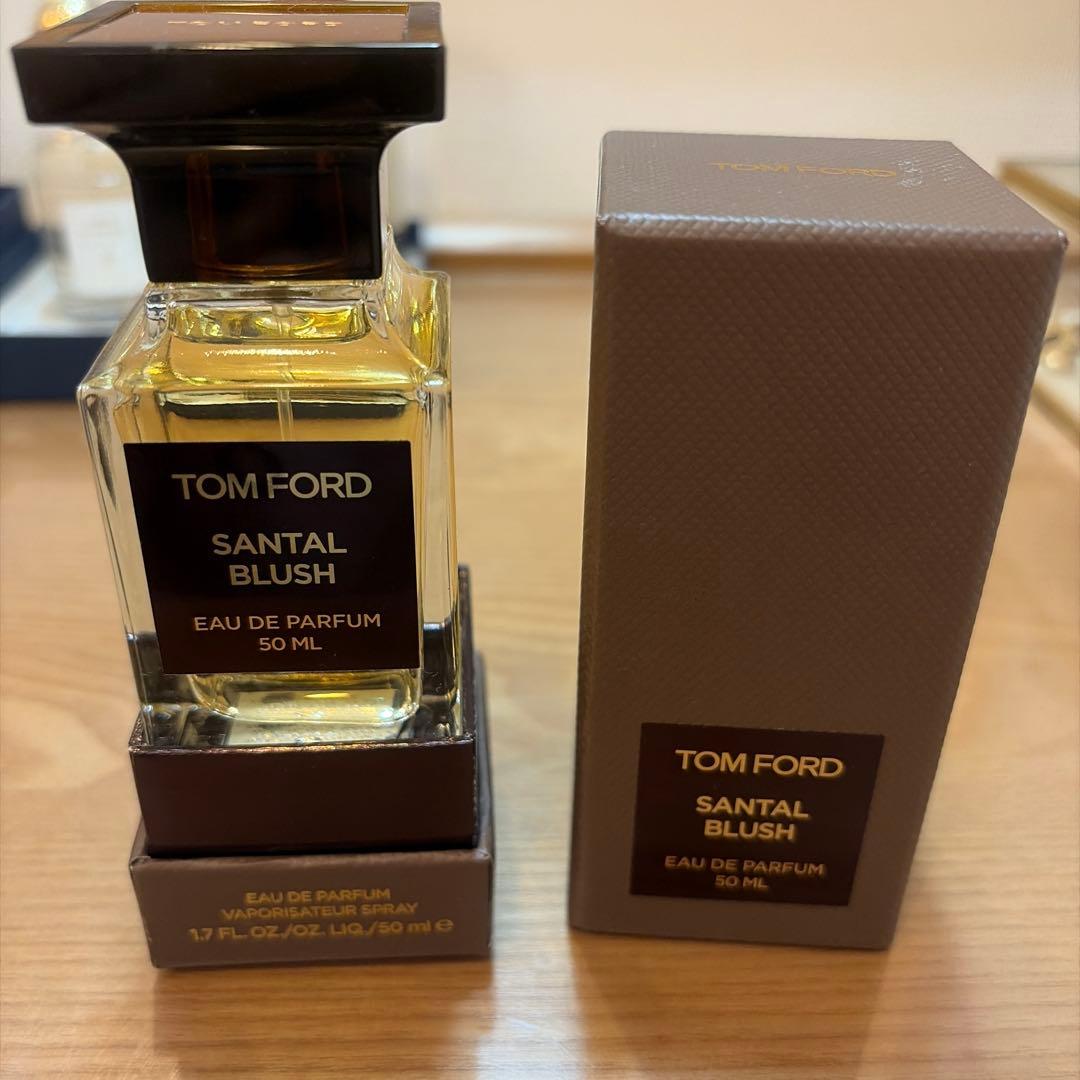 TOM FORD
SANTAL
BLUSH
EAU DE PARFUM
50 ML
EAU DE PARFUM
VAPORISATEUR SPRAY
1.7 FL. OZ./OZ. LIQ./50 ml ℮
TOM FORD
TOM FORD
SANTAL
BLUSH
EAU DE PARFUM
50 ML